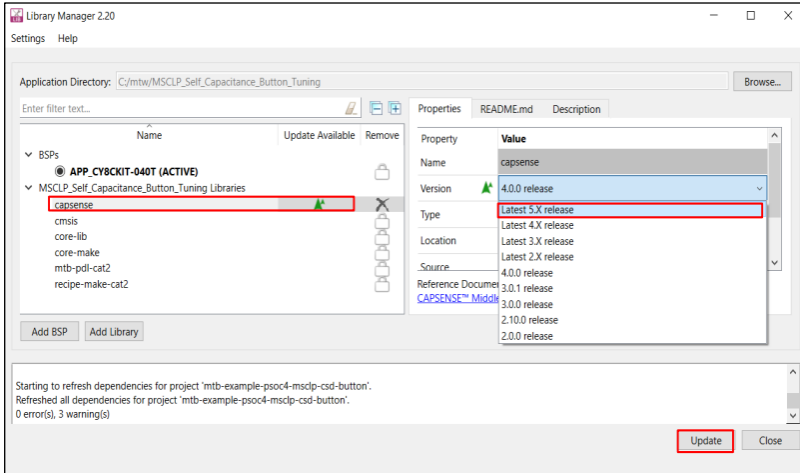 Library Manager 2.20
Settings Help
Application Directory: C:/mtw/MSCLP_Self_Capacitance_Button_Tuning Browse...
Enter filter text...
Name Update Available Remove
BSPs
APP_CY8CKIT-040T (ACTIVE)
MSCLP_Self_Capacitance_Button_Tuning Libraries
capsense
cmsis
core-lib
core-make
mtb-pdl-cat2
recipe-make-cat2
Add BSP Add Library
Properties README.md Description
Property Value
Name capsense
Version 4.0.0 release
Type
Location
Source
Latest 5.X release
Latest 4.X release
Latest 3.X release
Latest 2.X release
4.0.0 release
3.0.1 release
3.0.0 release
2.10.0 release
2.0.0 release
Reference Docume
CAPSENSE™ Middle
Starting to refresh dependencies for project 'mtb-example-psoc4-msclp-csd-button'.
Refreshed all dependencies for project 'mtb-example-psoc4-msclp-csd-button'.
0 error(s), 3 warning(s)
Update Close